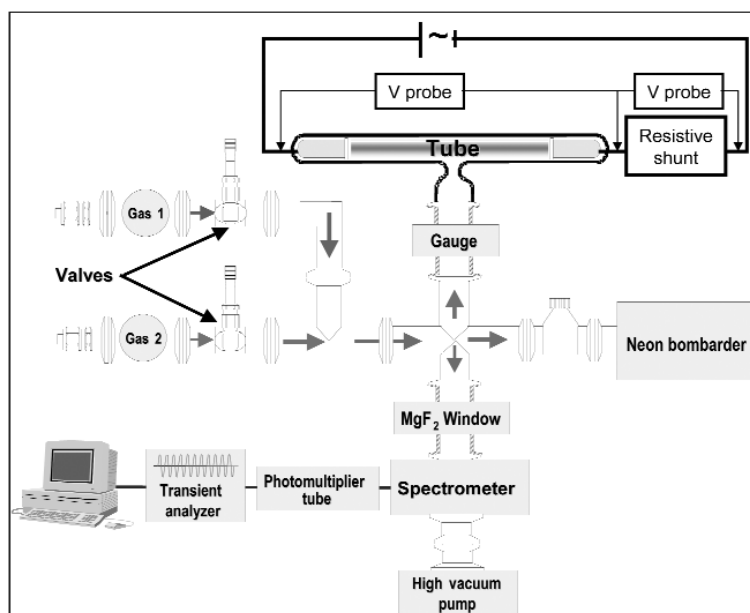 ~
V probe
V probe
Tube
Resistive
shunt
Gas 1
Gauge
Valves
Gas 2
Neon bombarder
MgF₂ Window
Transient
analyzer
Photomultiplier
tube
Spectrometer
High vacuum
pump